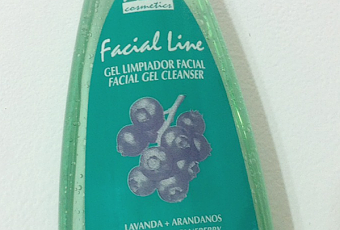 cosmetics
Facial Line
GEL LIMPIADOR FACIAL
FACIAL GEL CLEANSER
LAVANDA + ARANDANOS